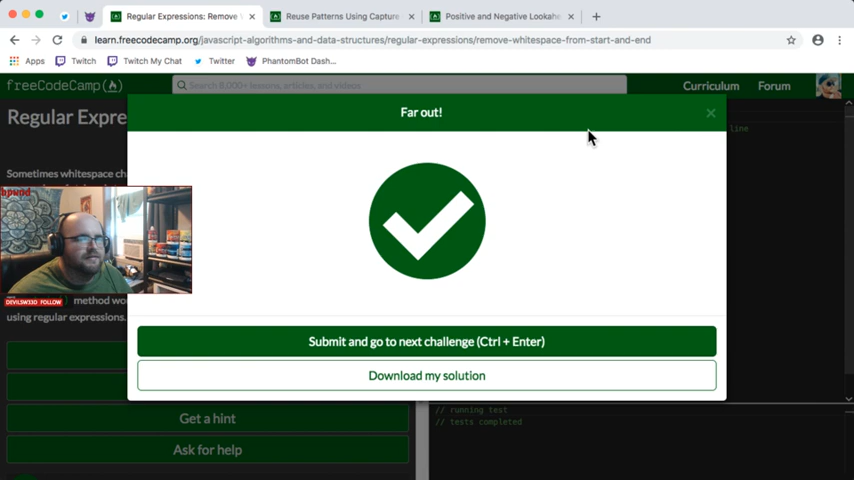 Regular Expressions: Remove
Reuse Patterns Using Capture
Positive and Negative Lookahe
learn.freecodecamp.org/javascript-algorithms-and-data-structures/regular-expressions/remove-whitespace-from-start-and-end
Apps
Twitch
Twitch My Chat
Twitter
PhantomBot Dash...
freeCodeCamp
Search 8,000+ lessons, articles, and videos
Curriculum
Forum
Regular Expre
Far out!
line
Sometimes whitespace cha
DEVILSW33D FOLLOW
method wo
using regular expressions.
Submit and go to next challenge (Ctrl + Enter)
Download my solution
Get a hint
Ask for help
// running test
// tests completed